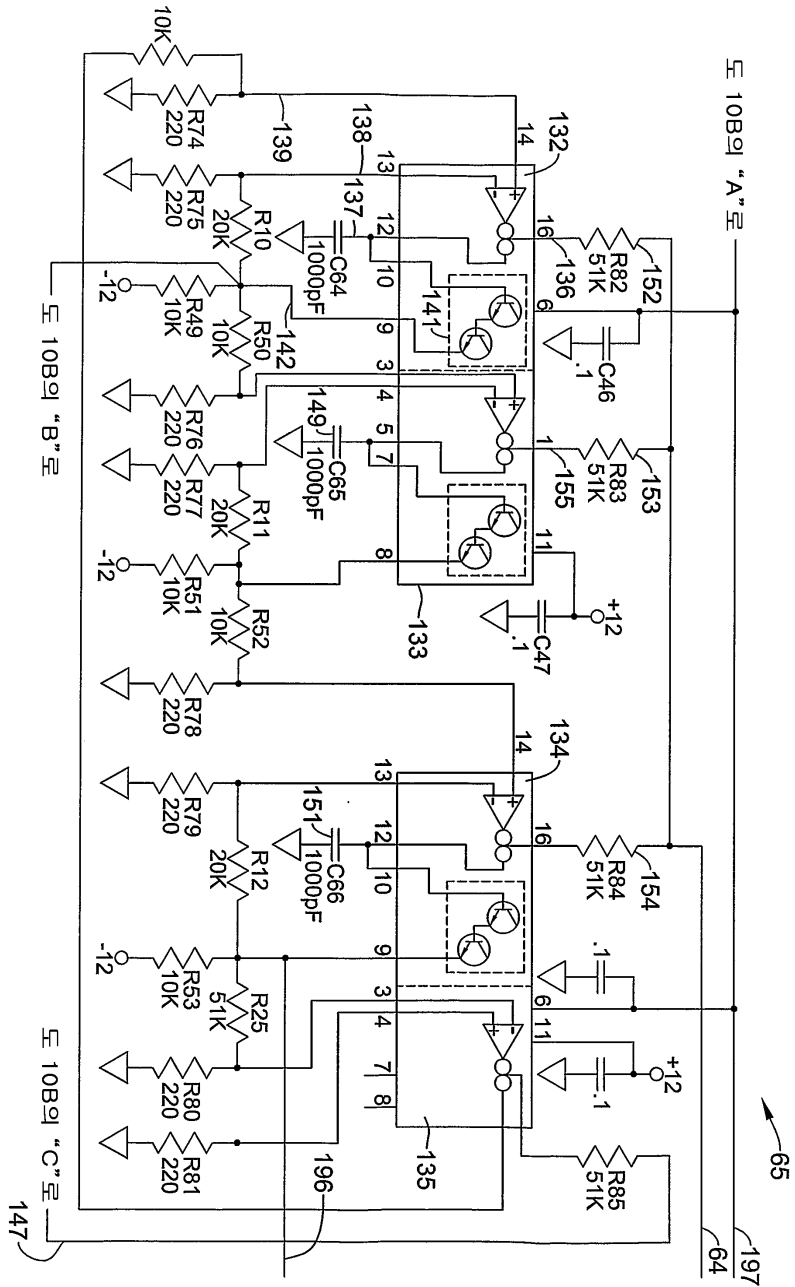 도 10B의 "A"로
65
197
64
152
153
154
R82
51K
R83
51K
R84
51K
R85
51K
+12
+12
C46
.1
C47
.1
.1
.1
132
136
155
133
134
135
14
16
6
1
11
14
16
6
11
141
13
12
10
9
3
4
5
7
8
13
12
10
9
3
4
7
8
139
138
137
C64
1000pF
142
149
C65
1000pF
151
C66
1000pF
196
10K
R10
20K
R50
10K
R11
20K
R52
10K
R12
20K
R25
51K
R74
220
R75
220
R49
10K
R76
220
R77
220
R51
10K
R78
220
R79
220
R53
10K
R80
220
R81
220
-12
-12
-12
도 10B의 "B"로
도 10B의 "C"로
147